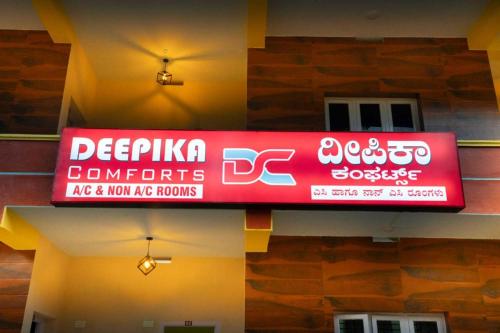 DEEPIKA
COMFORTS
A/C & NON A/C ROOMS
DC
ದೀಪಿಕಾ
ಕಂಫರ್ಟ್ಸ್
ಎಸಿ ಹಾಗೂ ನಾನ್ ಎಸಿ ರೂಂಗಳು